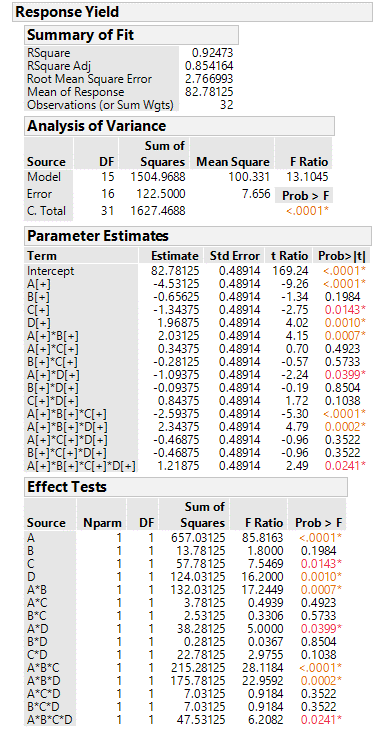 Response Yield
Summary of Fit
RSquare 0.92473
RSquare Adj 0.854164
Root Mean Square Error 2.766993
Mean of Response 82.78125
Observations (or Sum Wgts) 32
Analysis of Variance
Sum of
Source DF Squares Mean Square F Ratio
Model 15 1504.9688 100.331 13.1045
Error 16 122.5000 7.656 Prob > F
C. Total 31 1627.4688 <.0001*
Parameter Estimates
Term Estimate Std Error t Ratio Prob>|t|
Intercept 82.78125 0.48914 169.24 <.0001*
A[+] -4.53125 0.48914 -9.26 <.0001*
B[+] -0.65625 0.48914 -1.34 0.1984
C[+] -1.34375 0.48914 -2.75 0.0143*
D[+] 1.96875 0.48914 4.02 0.0010*
A[+]*B[+] 2.03125 0.48914 4.15 0.0007*
A[+]*C[+] 0.34375 0.48914 0.70 0.4923
B[+]*C[+] -0.28125 0.48914 -0.57 0.5733
A[+]*D[+] -1.09375 0.48914 -2.24 0.0399*
B[+]*D[+] -0.09375 0.48914 -0.19 0.8504
C[+]*D[+] 0.84375 0.48914 1.72 0.1038
A[+]*B[+]*C[+] -2.59375 0.48914 -5.30 <.0001*
A[+]*B[+]*D[+] 2.34375 0.48914 4.79 0.0002*
A[+]*C[+]*D[+] -0.46875 0.48914 -0.96 0.3522
B[+]*C[+]*D[+] -0.46875 0.48914 -0.96 0.3522
A[+]*B[+]*C[+]*D[+] 1.21875 0.48914 2.49 0.0241*
Effect Tests
Sum of
Source Nparm DF Squares F Ratio Prob > F
A 1 1 657.03125 85.8163 <.0001*
B 1 1 13.78125 1.8000 0.1984
C 1 1 57.78125 7.5469 0.0143*
D 1 1 124.03125 16.2000 0.0010*
A*B 1 1 132.03125 17.2449 0.0007*
A*C 1 1 3.78125 0.4939 0.4923
B*C 1 1 2.53125 0.3306 0.5733
A*D 1 1 38.28125 5.0000 0.0399*
B*D 1 1 0.28125 0.0367 0.8504
C*D 1 1 22.78125 2.9755 0.1038
A*B*C 1 1 215.28125 28.1184 <.0001*
A*B*D 1 1 175.78125 22.9592 0.0002*
A*C*D 1 1 7.03125 0.9184 0.3522
B*C*D 1 1 7.03125 0.9184 0.3522
A*B*C*D 1 1 47.53125 6.2082 0.0241*